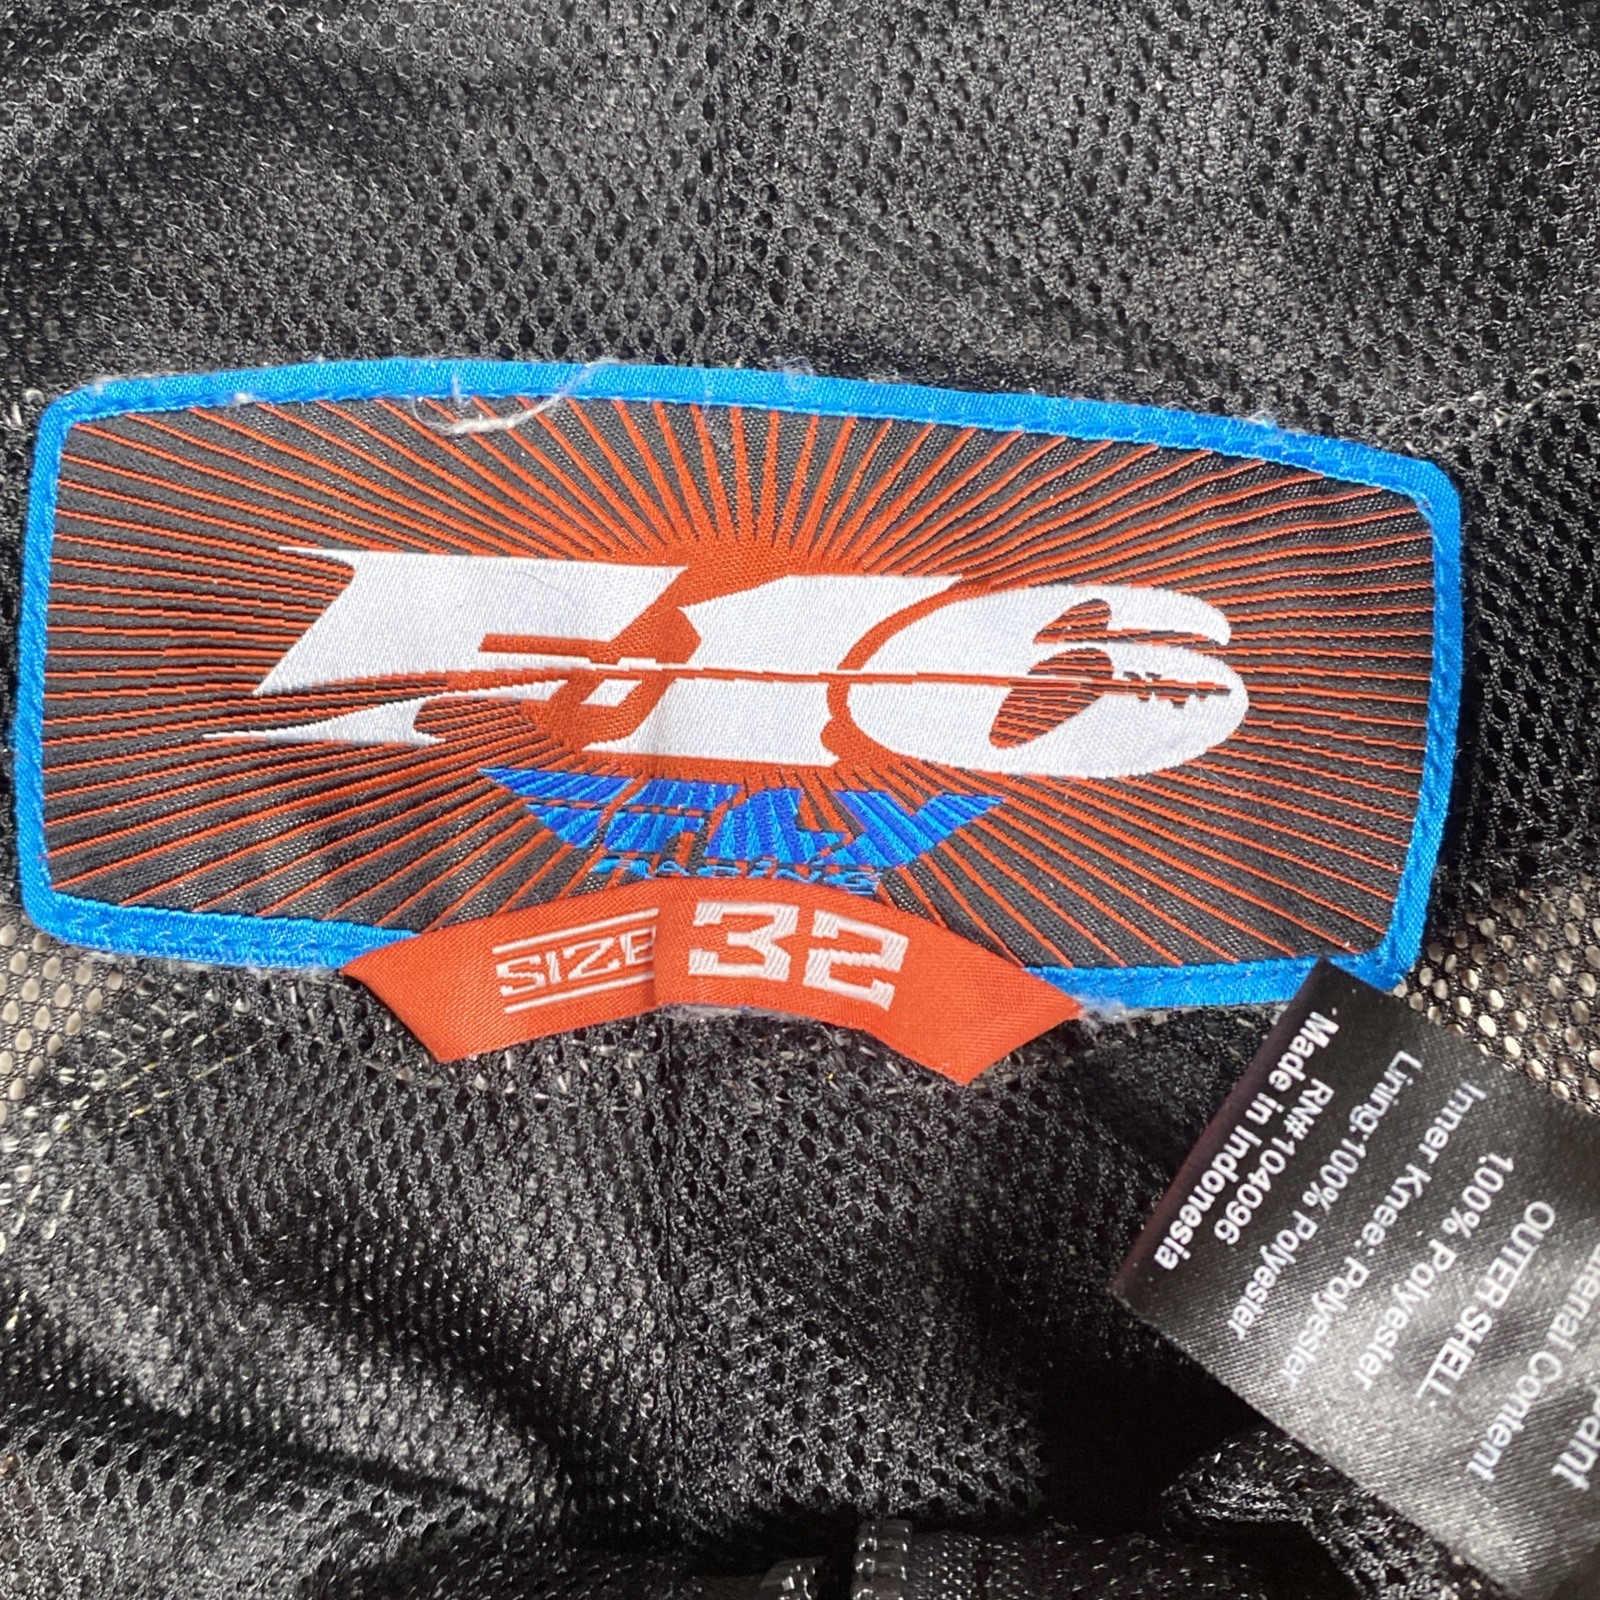 F-16
FLY
RACING
SIZE 32
Content
OUTER SHELL:
100% Polyester
Inner Knee: Polyester
Lining:100% Polyester
RN#104096
Made in Indonesia